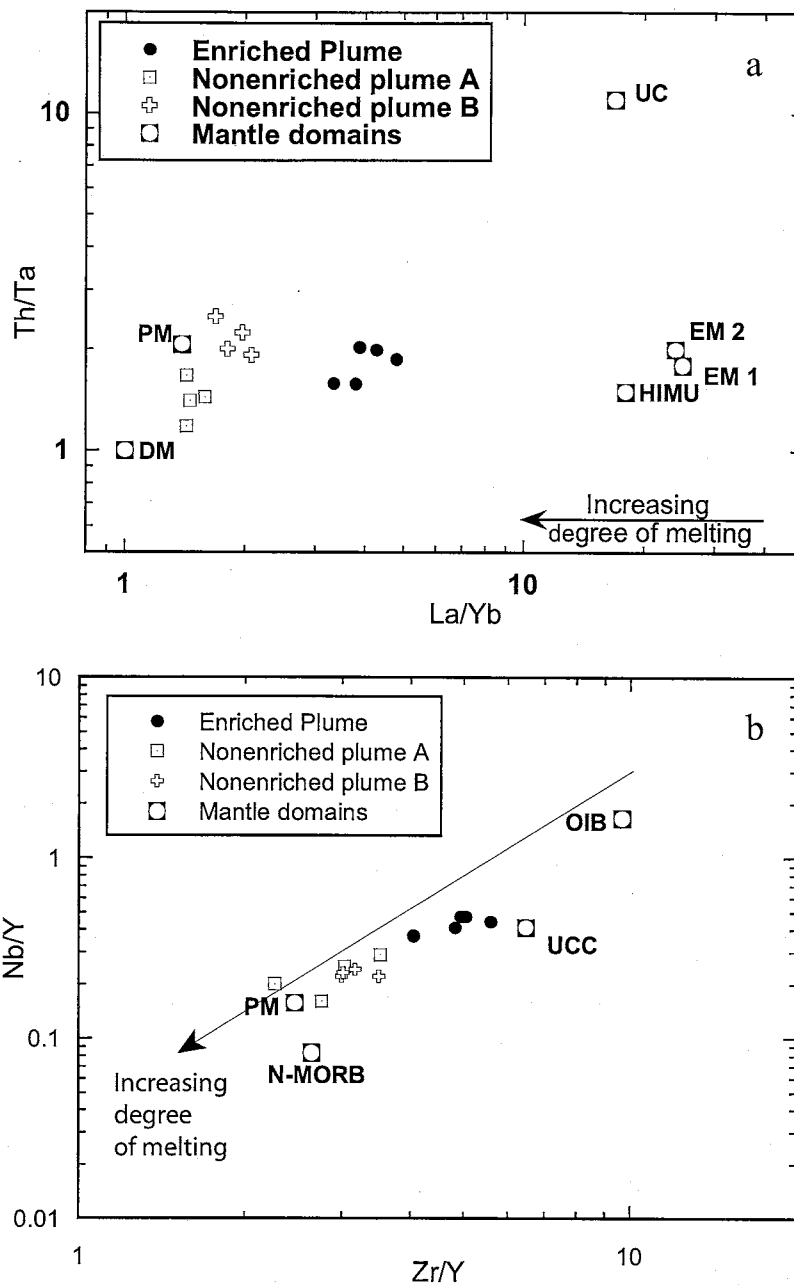 Enriched Plume
Nonenriched plume A
Nonenriched plume B
Mantle domains
a
UC
10
Th/Ta
PM
EM 2
EM 1
HIMU
1
DM
Increasing
degree of melting
1
10
La/Yb
10
Enriched Plume
Nonenriched plume A
Nonenriched plume B
Mantle domains
b
OIB
1
UCC
Nb/Y
PM
0.1
N-MORB
Increasing
degree
of melting
0.01
1
10
Zr/Y